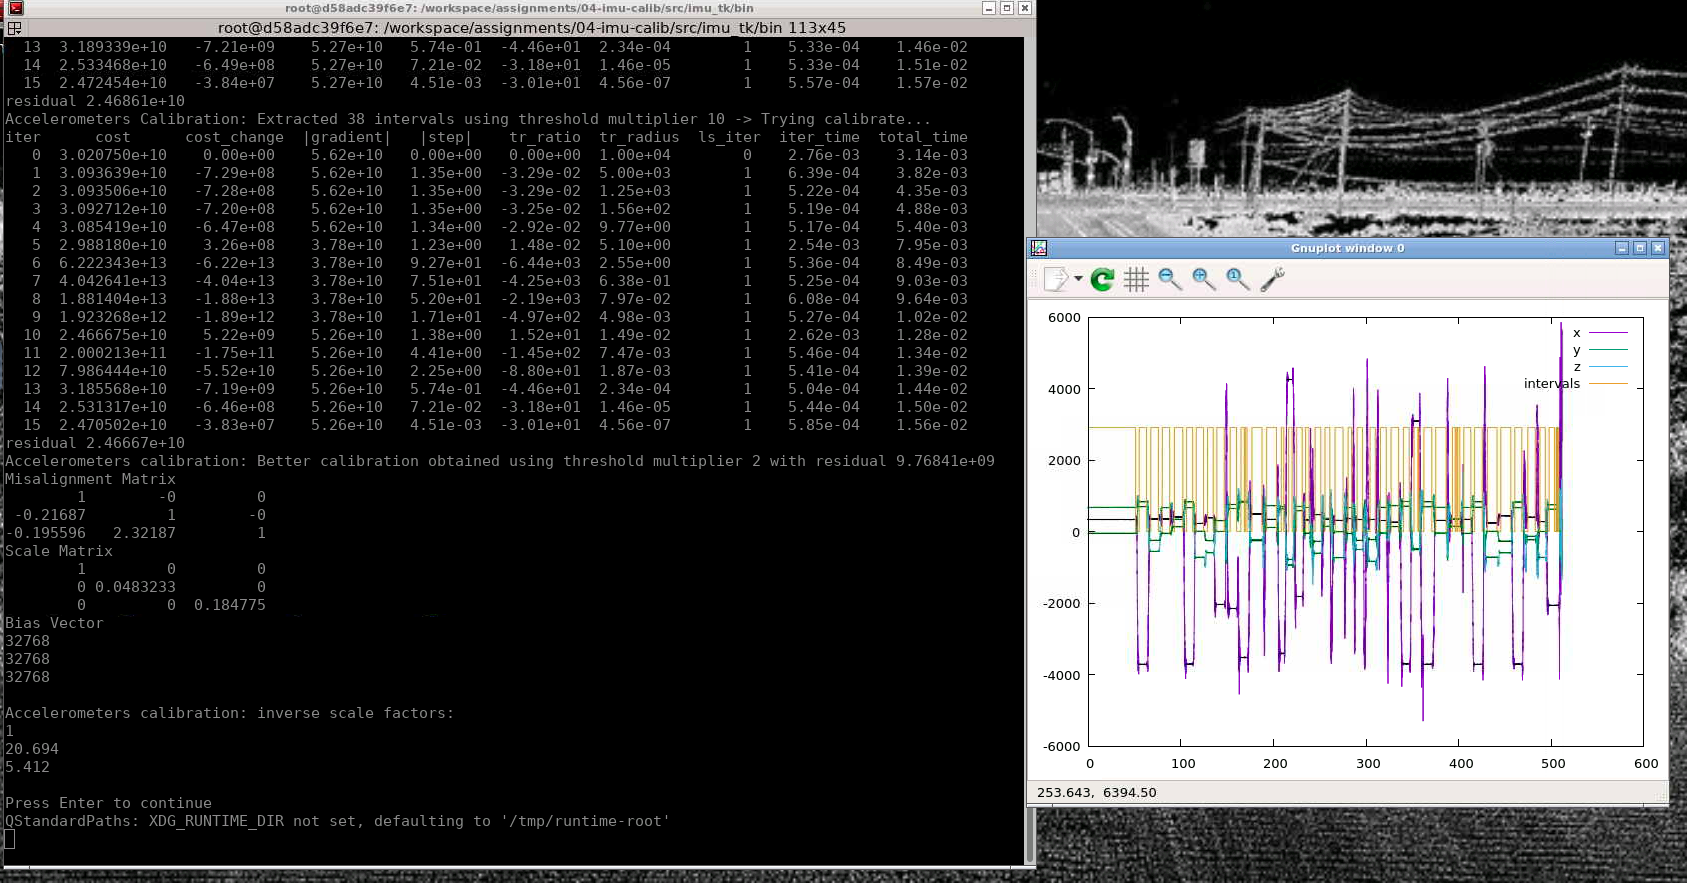 root@d58adc39f6e7: /workspace/assignments/04-imu-calib/src/imu_tk/bin
root@d58adc39f6e7: /workspace/assignments/04-imu-calib/src/imu_tk/bin 113x45
13 3.189339e+10 -7.21e+09 5.27e+10 5.74e-01 -4.46e+01 2.34e-04 1 5.33e-04 1.46e-02
14 2.533468e+10 -6.49e+08 5.27e+10 7.21e-02 -3.18e+01 1.46e-05 1 5.33e-04 1.51e-02
15 2.472454e+10 -3.84e+07 5.27e+10 4.51e-03 -3.01e+01 4.56e-07 1 5.57e-04 1.57e-02
residual 2.46861e+10
Accelerometers Calibration: Extracted 38 intervals using threshold multiplier 10 -> Trying calibrate...
iter cost cost_change |gradient| |step| tr_ratio tr_radius ls_iter iter_time total_time
0 3.020750e+10 0.00e+00 5.62e+10 0.00e+00 0.00e+00 1.00e+04 0 2.76e-03 3.14e-03
1 3.093639e+10 -7.29e+08 5.62e+10 1.35e+00 -3.29e-02 5.00e+03 1 6.39e-04 3.82e-03
2 3.093506e+10 -7.28e+08 5.62e+10 1.35e+00 -3.29e-02 1.25e+03 1 5.22e-04 4.35e-03
3 3.092712e+10 -7.20e+08 5.62e+10 1.35e+00 -3.25e-02 1.56e+02 1 5.19e-04 4.88e-03
4 3.085419e+10 -6.47e+08 5.62e+10 1.34e+00 -2.92e-02 9.77e+00 1 5.17e-04 5.40e-03
5 2.988180e+10 3.26e+08 3.78e+10 1.23e+00 1.48e-02 5.10e+00 1 2.54e-03 7.95e-03
6 6.222343e+13 -6.22e+13 3.78e+10 9.27e+01 -6.44e+03 2.55e+00 1 5.36e-04 8.49e-03
7 4.042641e+13 -4.04e+13 3.78e+10 7.51e+01 -4.25e+03 6.38e-01 1 5.25e-04 9.03e-03
8 1.881404e+13 -1.88e+13 3.78e+10 5.20e+01 -2.19e+03 7.97e-02 1 6.08e-04 9.64e-03
9 1.923268e+12 -1.89e+12 3.78e+10 1.71e+01 -4.97e+02 4.98e-03 1 5.27e-04 1.02e-02
10 2.466675e+10 5.22e+09 5.26e+10 1.38e+00 1.52e+01 1.49e-02 1 2.62e-03 1.28e-02
11 2.000213e+11 -1.75e+11 5.26e+10 4.41e+00 -1.45e+02 7.47e-03 1 5.46e-04 1.34e-02
12 7.986444e+10 -5.52e+10 5.26e+10 2.25e+00 -8.80e+01 1.87e-03 1 5.41e-04 1.39e-02
13 3.185568e+10 -7.19e+09 5.26e+10 5.74e-01 -4.46e+01 2.34e-04 1 5.04e-04 1.44e-02
14 2.531317e+10 -6.46e+08 5.26e+10 7.21e-02 -3.18e+01 1.46e-05 1 5.44e-04 1.50e-02
15 2.470502e+10 -3.83e+07 5.26e+10 4.51e-03 -3.01e+01 4.56e-07 1 5.85e-04 1.56e-02
residual 2.46667e+10
Accelerometers calibration: Better calibration obtained using threshold multiplier 2 with residual 9.76841e+09
Misalignment Matrix
1 -0 0
-0.21687 1 -0
-0.195596 2.32187 1
Scale Matrix
1 0 0
0 0.0483233 0
0 0 0.184775
Bias Vector
32768
32768
32768
Accelerometers calibration: inverse scale factors:
1
20.694
5.412
Press Enter to continue
QStandardPaths: XDG_RUNTIME_DIR not set, defaulting to '/tmp/runtime-root'
Gnuplot window 0
6000
4000
2000
0
-2000
-4000
-6000
0 100 200 300 400 500 600
x
y
z
intervals
253.643, 6394.50